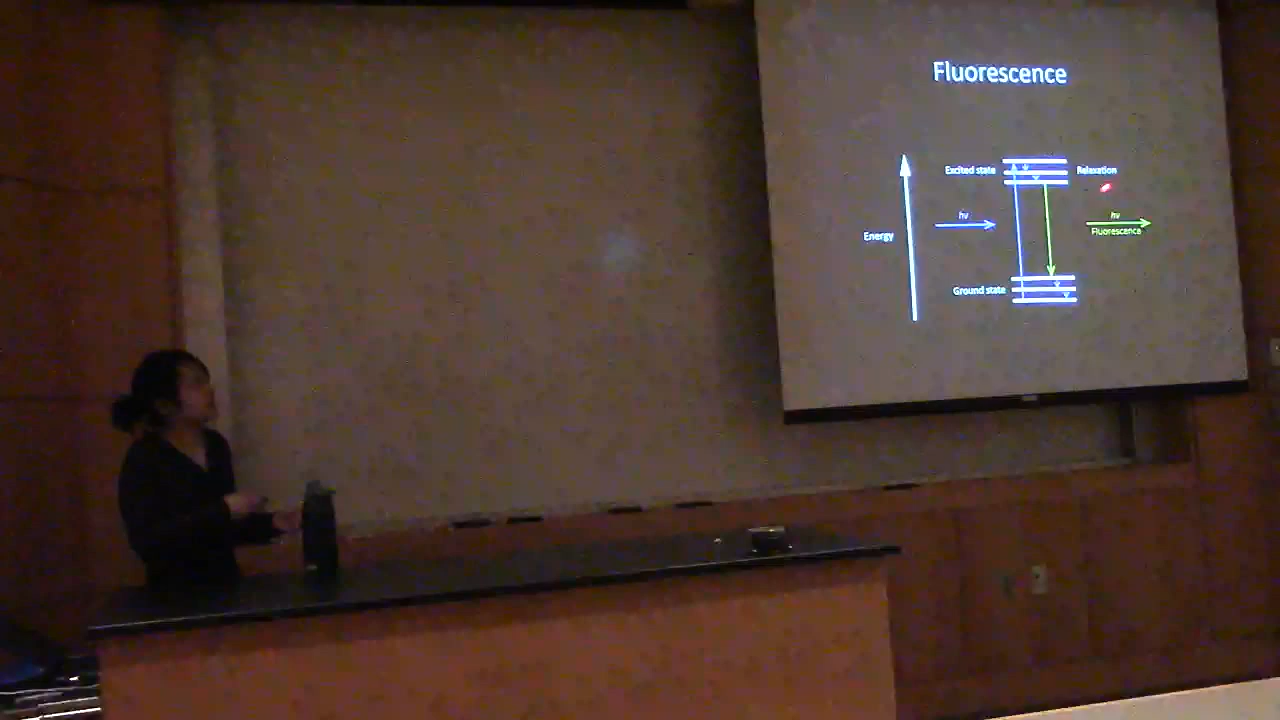 Fluorescence
Excited state
Relaxation
hν
hν
Fluorescence
Energy
Ground state